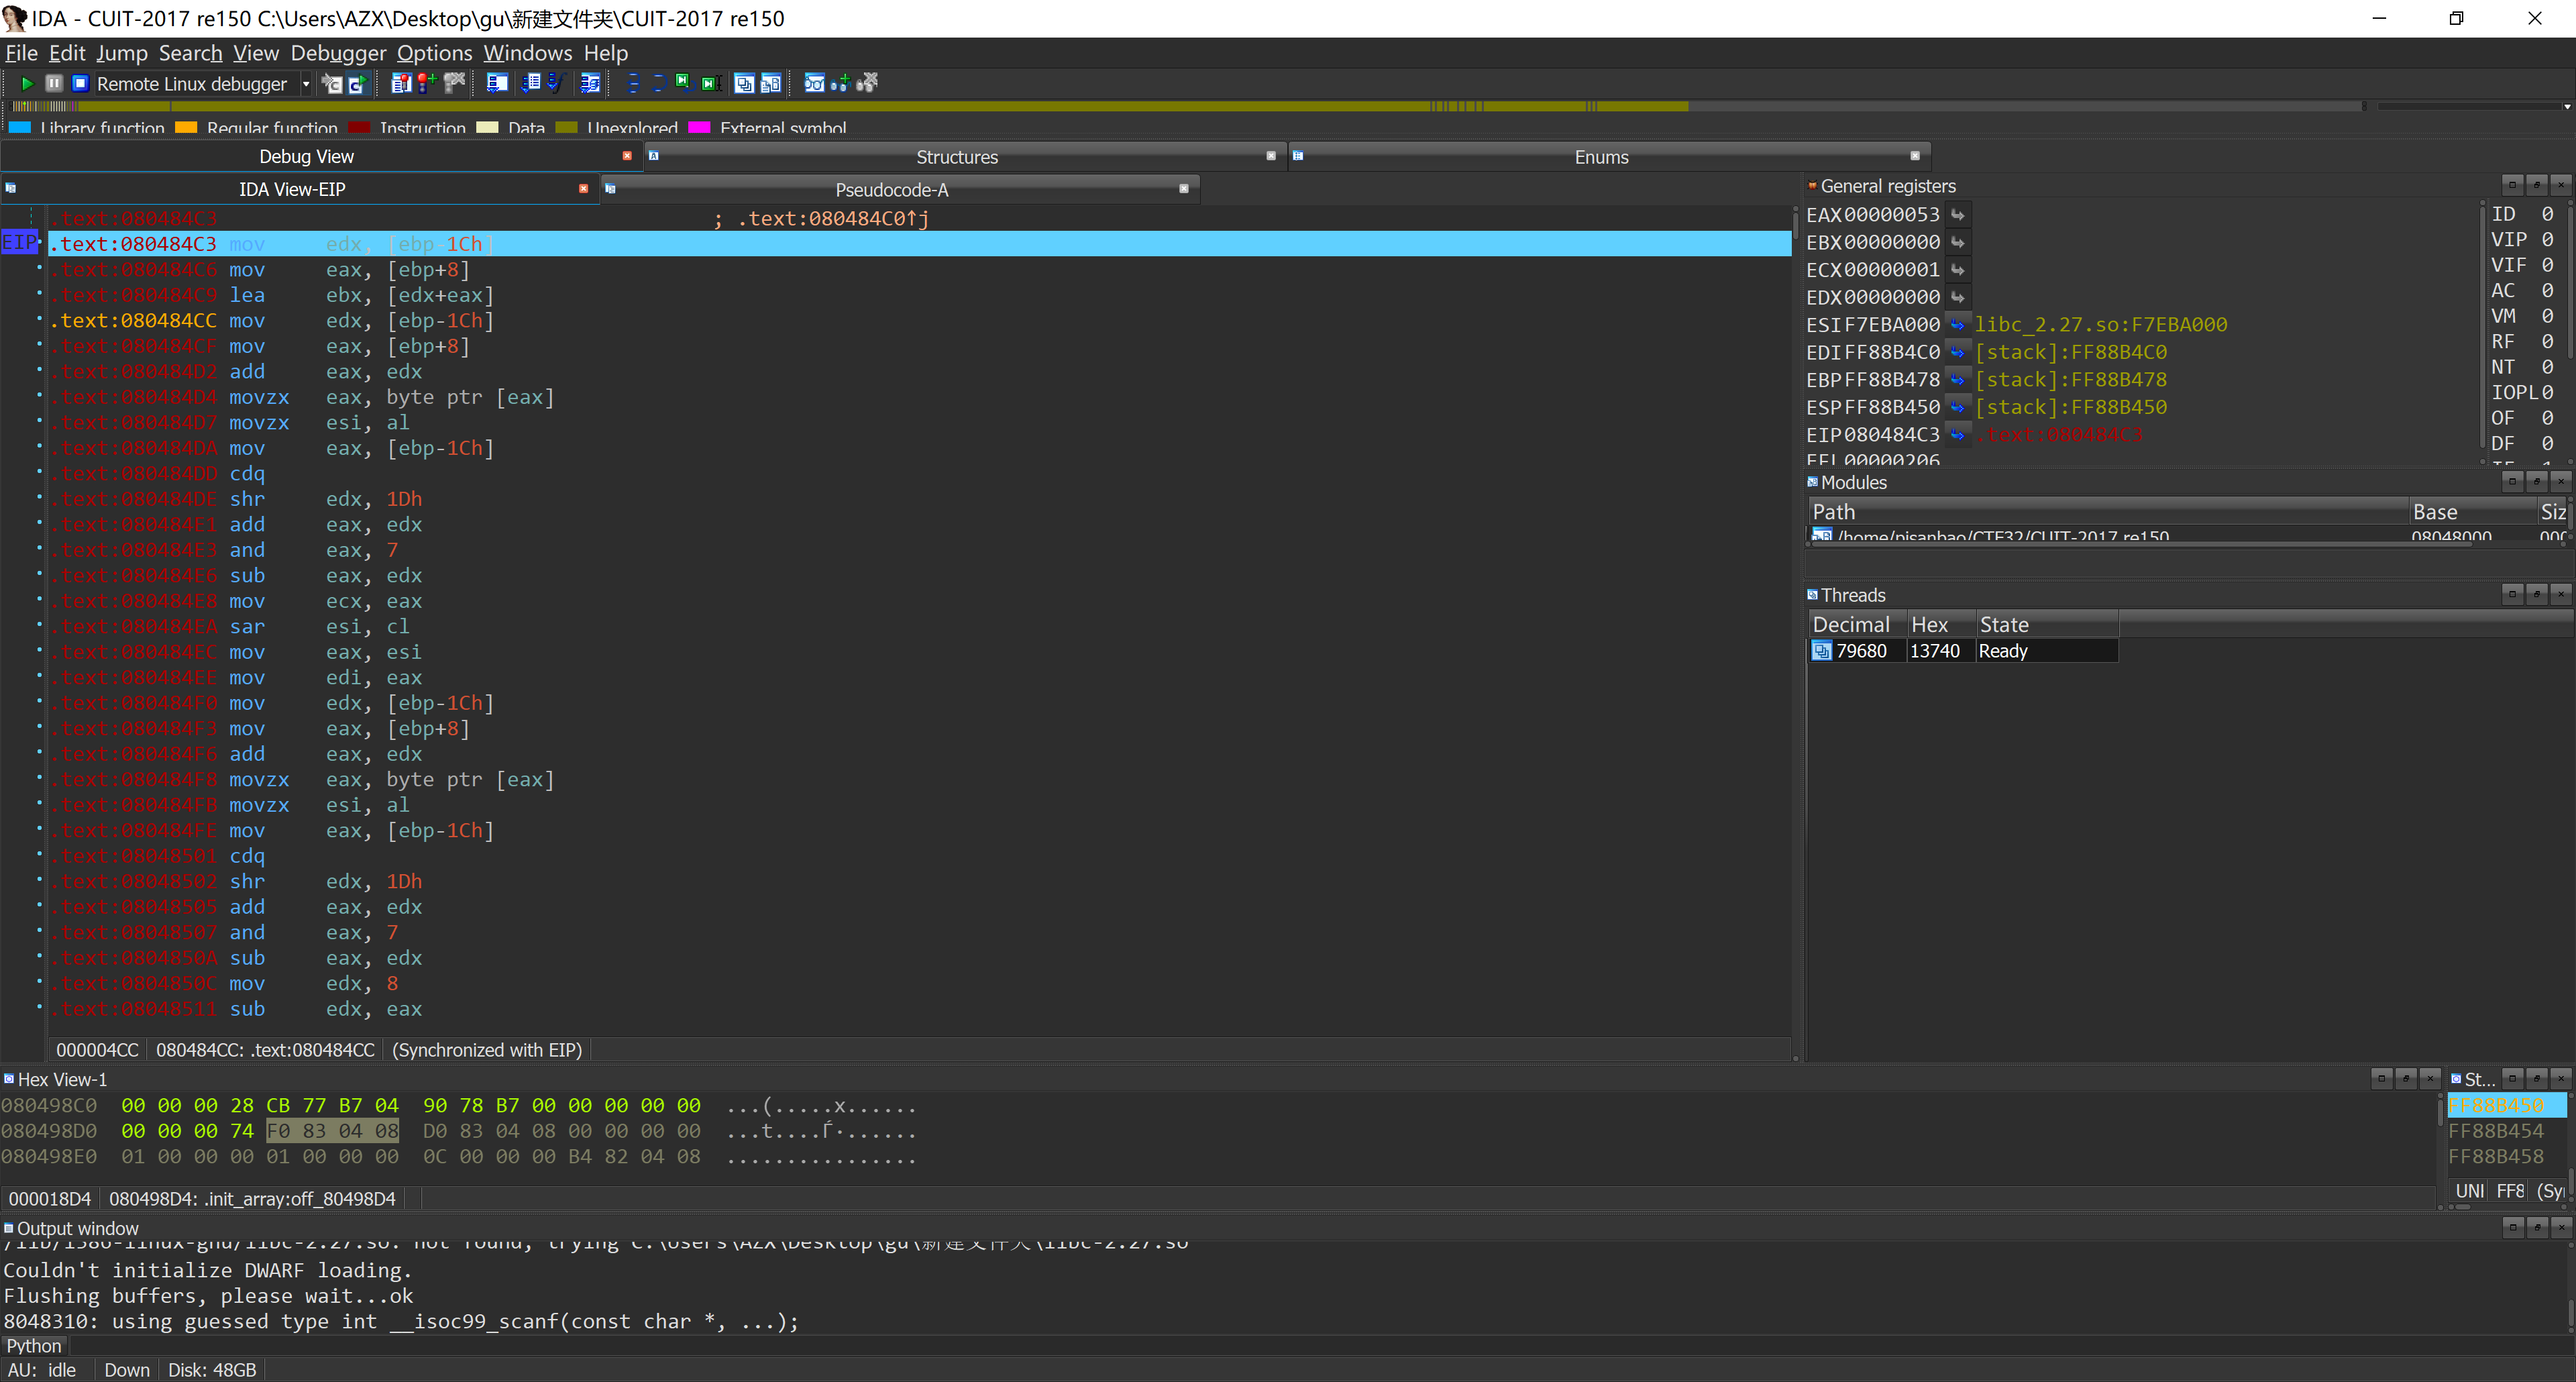 IDA - CUIT-2017 re150 C:\Users\AZX\Desktop\gu\新建文件夹\CUIT-2017 re150
File Edit Jump Search View Debugger Options Windows Help
Remote Linux debugger
Library function Regular function Instruction Data Unexplored External symbol
Debug View Structures Enums
IDA View-EIP Pseudocode-A
.text:080484C3 ; .text:080484C0↑j
EIP .text:080484C3 mov edx, [ebp-1Ch]
.text:080484C6 mov eax, [ebp+8]
.text:080484C9 lea ebx, [edx+eax]
.text:080484CC mov edx, [ebp-1Ch]
.text:080484CF mov eax, [ebp+8]
.text:080484D2 add eax, edx
.text:080484D4 movzx eax, byte ptr [eax]
.text:080484D7 movzx esi, al
.text:080484DA mov eax, [ebp-1Ch]
.text:080484DD cdq
.text:080484DE shr edx, 1Dh
.text:080484E1 add eax, edx
.text:080484E3 and eax, 7
.text:080484E6 sub eax, edx
.text:080484E8 mov ecx, eax
.text:080484EA sar esi, cl
.text:080484EC mov eax, esi
.text:080484EE mov edi, eax
.text:080484F0 mov edx, [ebp-1Ch]
.text:080484F3 mov eax, [ebp+8]
.text:080484F6 add eax, edx
.text:080484F8 movzx eax, byte ptr [eax]
.text:080484FB movzx esi, al
.text:080484FE mov eax, [ebp-1Ch]
.text:08048501 cdq
.text:08048502 shr edx, 1Dh
.text:08048505 add eax, edx
.text:08048507 and eax, 7
.text:0804850A sub eax, edx
.text:0804850C mov edx, 8
.text:08048511 sub edx, eax
000004CC 080484CC: .text:080484CC (Synchronized with EIP)
General registers
EAX 00000053
EBX 00000000
ECX 00000001
EDX 00000000
ESI F7EBA000 libc_2.27.so:F7EBA000
EDI FF88B4C0 [stack]:FF88B4C0
EBP FF88B478 [stack]:FF88B478
ESP FF88B450 [stack]:FF88B450
EIP 080484C3 .text:080484C3
EFL 00000206
ID 0
VIP 0
VIF 0
AC 0
VM 0
RF 0
NT 0
IOPL 0
OF 0
DF 0
IF 1
Modules
Path Base Siz
/home/pisanbao/CTF32/CUIT-2017 re150 08048000 000
Threads
Decimal Hex State
79680 13740 Ready
Hex View-1
080498C0 00 00 00 28 CB 77 B7 04 90 78 B7 00 00 00 00 00 ...(.....x......
080498D0 00 00 00 74 F0 83 04 08 D0 83 04 08 00 00 00 00
080498E0 01 00 00 00 01 00 00 00 0C 00 00 00 B4 82 04 08 ................
000018D4 080498D4: .init_array:off_80498D4
St...
FF88B450
FF88B454
FF88B458
UNI FF8 (Sy
Output window
/lib/i386-linux-gnu/libc-2.27.so: not found, trying C:\Users\AZX\Desktop\gu\新建文件夹\libc-2.27.so
Couldn't initialize DWARF loading.
Flushing buffers, please wait...ok
8048310: using guessed type int __isoc99_scanf(const char *, ...);
Python
AU: idle Down Disk: 48GB